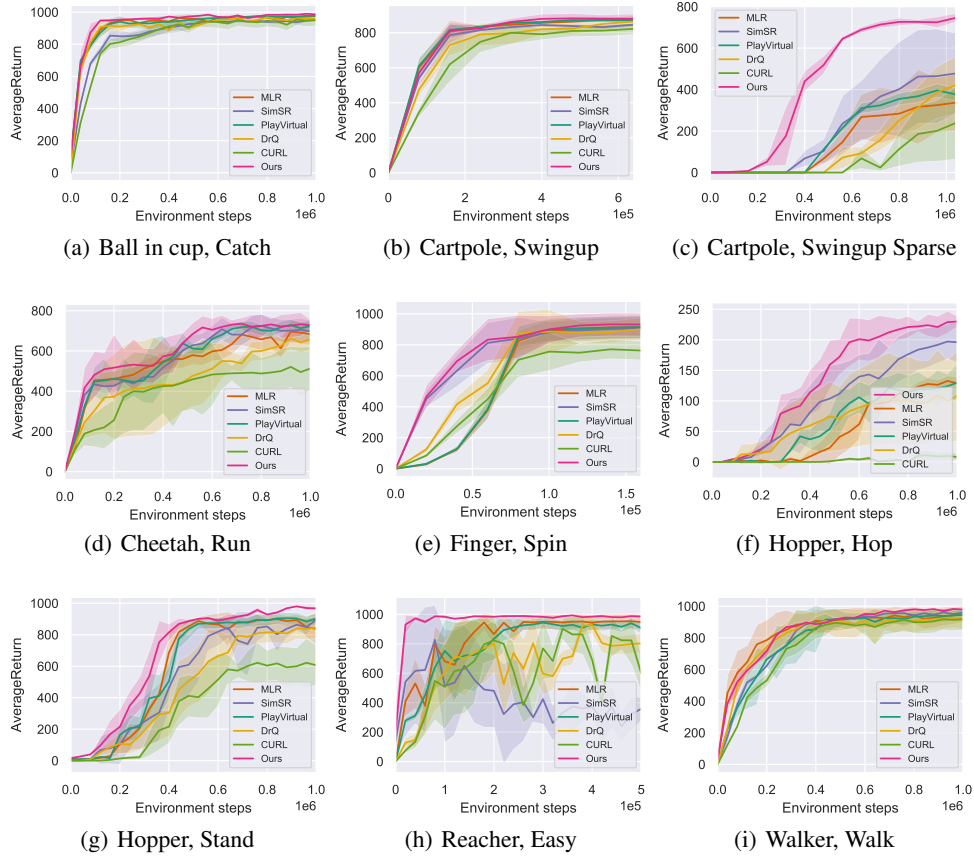 1000
800
600
400
200
0
AverageReturn
MLR
SimSR
PlayVirtual
DrQ
CURL
Ours
0.0 0.2 0.4 0.6 0.8 1.0
Environment steps
1e6
(a) Ball in cup, Catch
1000
800
600
400
200
0
AverageReturn
MLR
SimSR
PlayVirtual
DrQ
CURL
Ours
0 2 4 6
Environment steps
1e5
(b) Cartpole, Swingup
800
600
400
200
0
AverageReturn
MLR
SimSR
PlayVirtual
DrQ
CURL
Ours
0.0 0.2 0.4 0.6 0.8 1.0
Environment steps
1e6
(c) Cartpole, Swingup Sparse
800
600
400
200
0
AverageReturn
MLR
SimSR
PlayVirtual
DrQ
CURL
Ours
0.0 0.2 0.4 0.6 0.8 1.0
Environment steps
1e6
(d) Cheetah, Run
1000
800
600
400
200
0
AverageReturn
MLR
SimSR
PlayVirtual
DrQ
CURL
Ours
0.0 0.5 1.0 1.5
Environment steps
1e5
(e) Finger, Spin
250
200
150
100
50
0
AverageReturn
Ours
MLR
SimSR
PlayVirtual
DrQ
CURL
0.0 0.2 0.4 0.6 0.8 1.0
Environment steps
1e6
(f) Hopper, Hop
1000
800
600
400
200
0
AverageReturn
MLR
SimSR
PlayVirtual
DrQ
CURL
Ours
0.0 0.2 0.4 0.6 0.8 1.0
Environment steps
1e6
(g) Hopper, Stand
1000
800
600
400
200
0
AverageReturn
MLR
SimSR
PlayVirtual
DrQ
CURL
Ours
0 1 2 3 4 5
Environment steps
1e5
(h) Reacher, Easy
1000
800
600
400
200
0
AverageReturn
MLR
SimSR
PlayVirtual
DrQ
CURL
Ours
0.0 0.2 0.4 0.6 0.8 1.0
Environment steps
1e6
(i) Walker, Walk